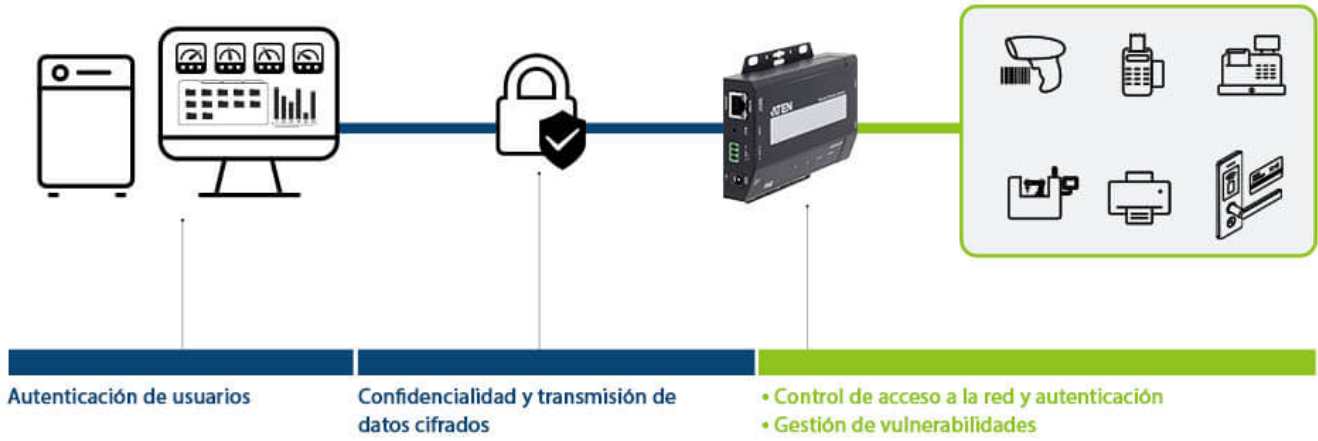 ATEN
Autenticación de usuarios
Confidencialidad y transmisión de
datos cifrados
• Control de acceso a la red y autenticación
• Gestión de vulnerabilidades